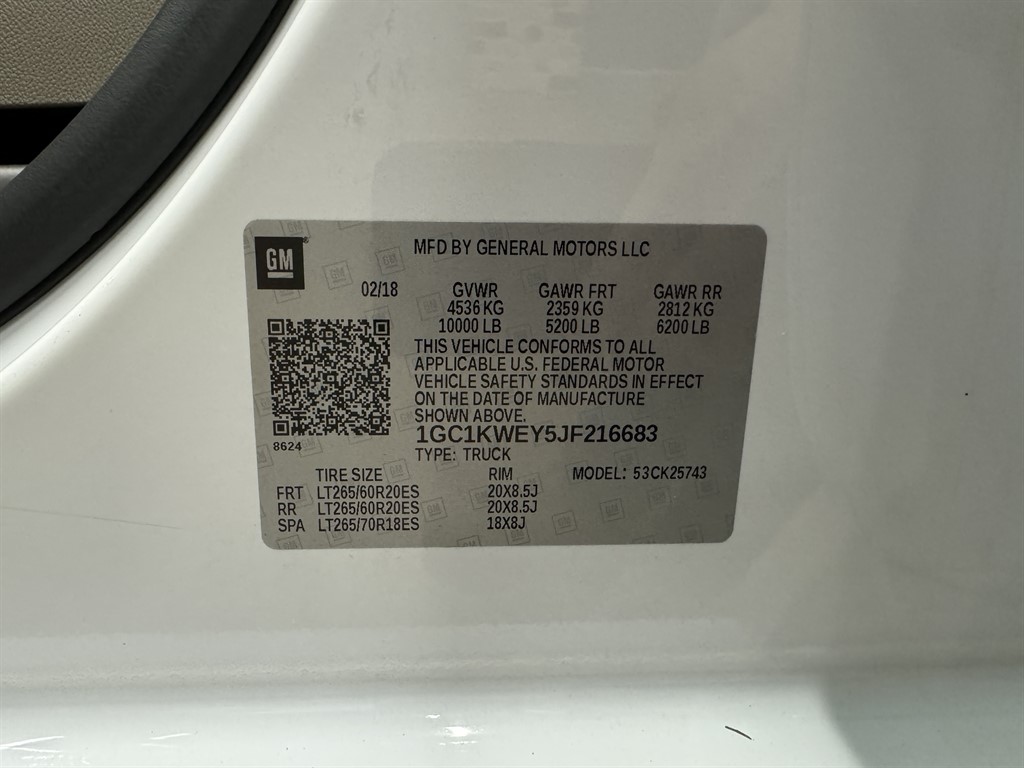 GM
MFD BY GENERAL MOTORS LLC
02/18 GVWR GAWR FRT GAWR RR
4536 KG 2359 KG 2812 KG
10000 LB 5200 LB 6200 LB
THIS VEHICLE CONFORMS TO ALL
APPLICABLE U.S. FEDERAL MOTOR
VEHICLE SAFETY STANDARDS IN EFFECT
ON THE DATE OF MANUFACTURE
SHOWN ABOVE.
8624 1GC1KWEY5JF216683
TYPE: TRUCK
TIRE SIZE RIM MODEL: 53CK25743
FRT LT265/60R20ES 20X8.5J
RR LT265/60R20ES 20X8.5J
SPA LT265/70R18ES 18X8J